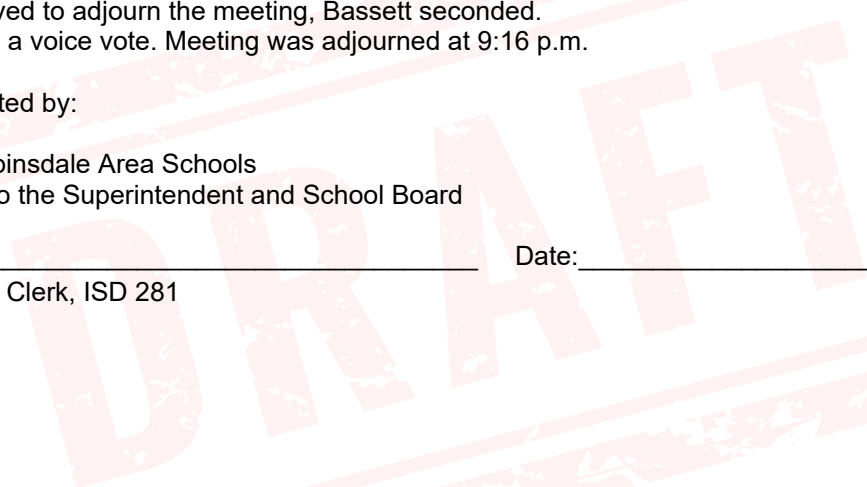 ved to adjourn the meeting, Bassett seconded.
a voice vote. Meeting was adjourned at 9:16 p.m.
ted by:
binsdale Area Schools
o the Superintendent and School Board
Date:
Clerk, ISD 281
DRAFT